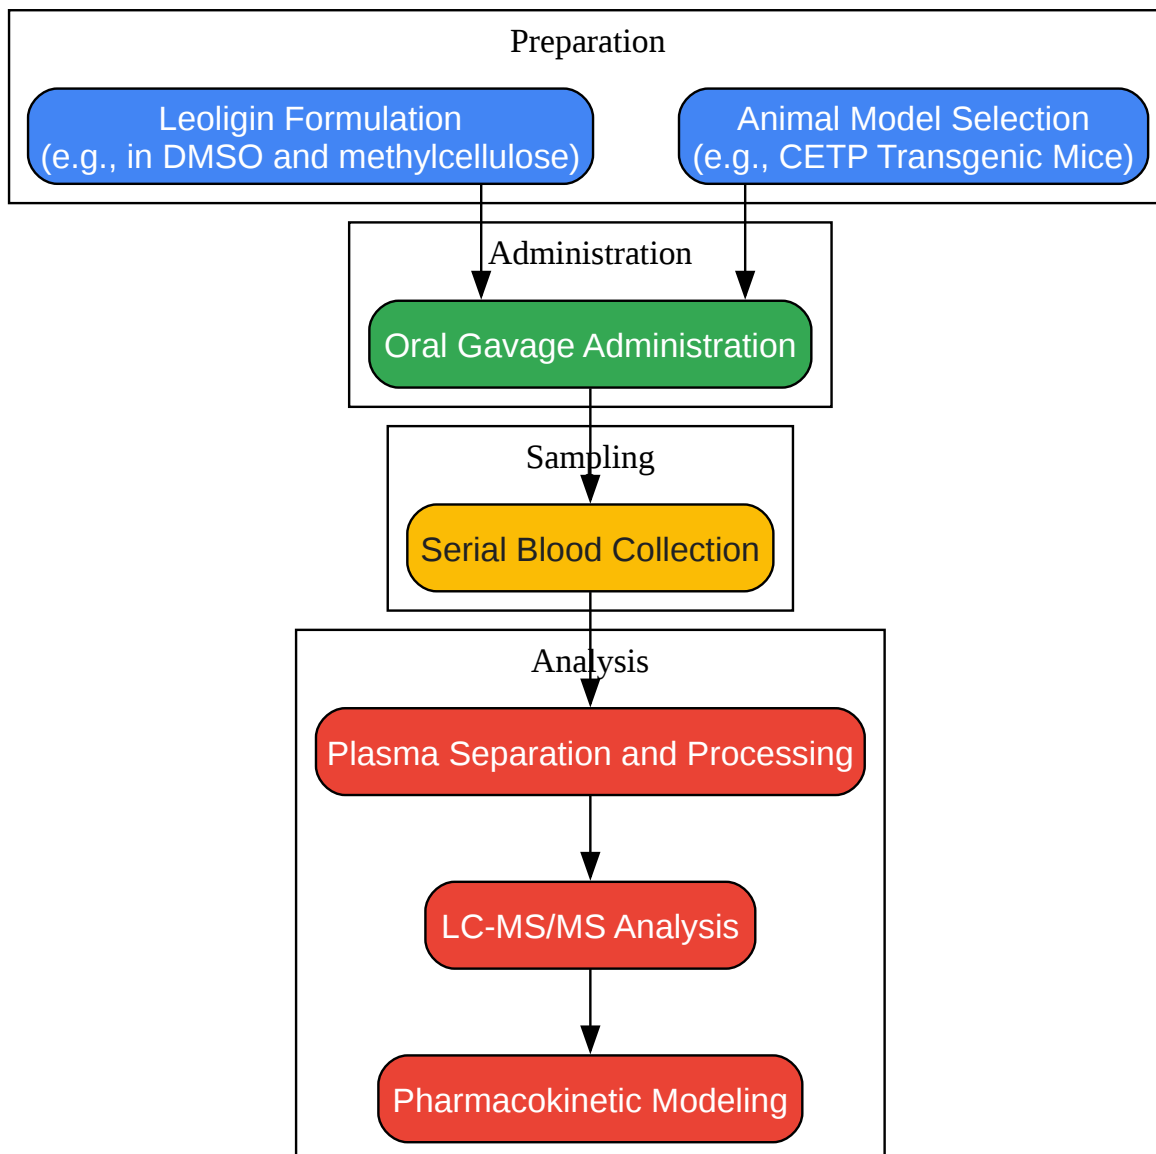 Preparation
Leoligin Formulation
(e.g., in DMSO and methylcellulose)
Animal Model Selection
(e.g., CETP Transgenic Mice)
Administration
Oral Gavage Administration
Sampling
Serial Blood Collection
Analysis
Plasma Separation and Processing
LC-MS/MS Analysis
Pharmacokinetic Modeling